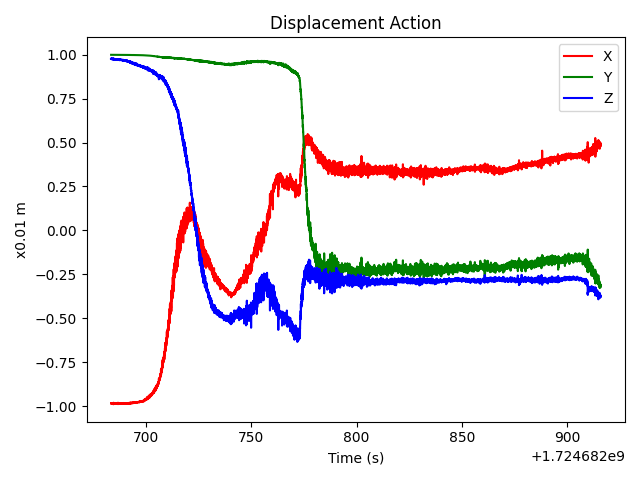 Displacement Action
x0.01 m
1.00
0.75
0.50
0.25
0.00
−0.25
−0.50
−0.75
−1.00
X
Y
Z
700 750 800 850 900
Time (s)
+1.724682e9